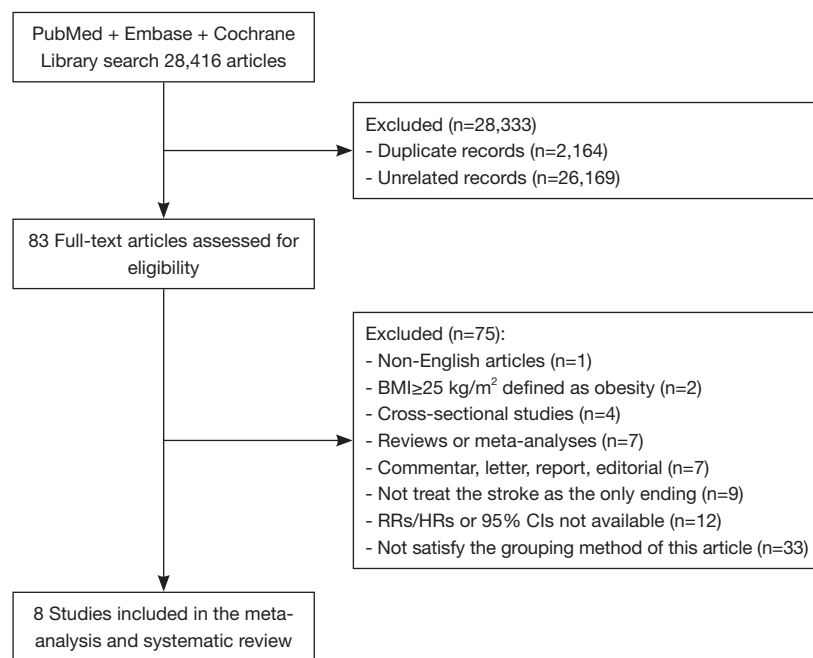 PubMed + Embase + Cochrane
Library search 28,416 articles
Excluded (n=28,333)
- Duplicate records (n=2,164)
- Unrelated records (n=26,169)
83 Full-text articles assessed for
eligibility
Excluded (n=75):
- Non-English articles (n=1)
- BMI≥25 kg/m² defined as obesity (n=2)
- Cross-sectional studies (n=4)
- Reviews or meta-analyses (n=7)
- Commentar, letter, report, editorial (n=7)
- Not treat the stroke as the only ending (n=9)
- RRs/HRs or 95% CIs not available (n=12)
- Not satisfy the grouping method of this article (n=33)
8 Studies included in the meta-
analysis and systematic review